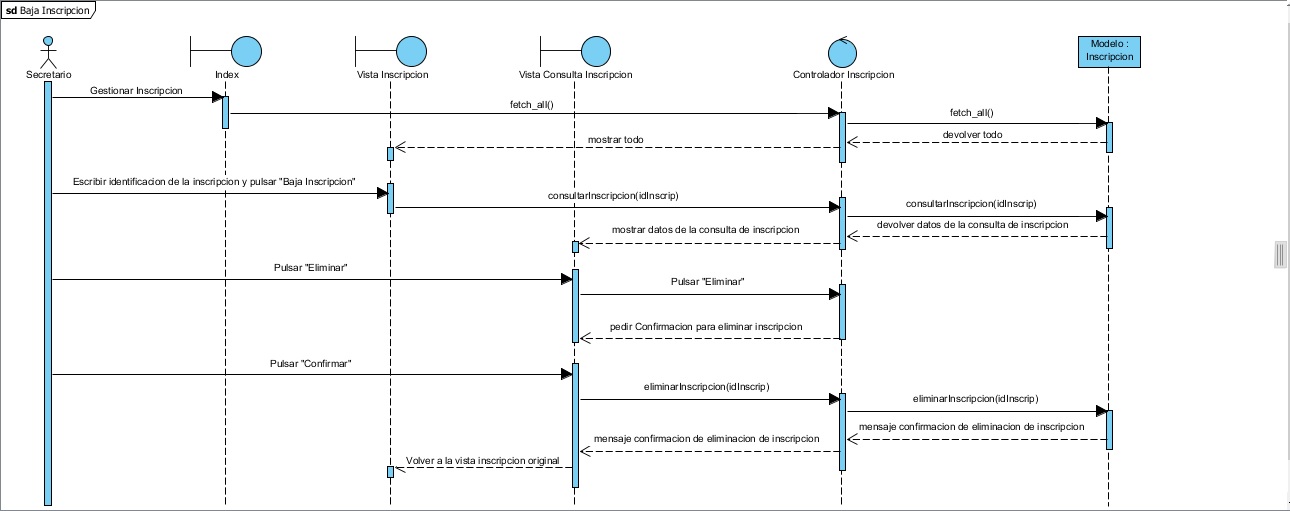 sd Baja Inscripcion
Secretario
Index
Vista Inscripcion
Vista Consulta Inscripcion
Controlador Inscripcion
Modelo :
Inscripcion
Gestionar Inscripcion
fetch_all()
fetch_all()
devolver todo
mostrar todo
Escribir identificacion de la inscripcion y pulsar "Baja Inscripcion"
consultarInscripcion(idInscrip)
consultarInscripcion(idInscrip)
devolver datos de la consulta de inscripcion
mostrar datos de la consulta de inscripcion
Pulsar "Eliminar"
Pulsar "Eliminar"
pedir Confirmacion para eliminar inscripcion
Pulsar "Confirmar"
eliminarInscripcion(idInscrip)
eliminarInscripcion(idInscrip)
mensaje confirmacion de eliminacion de inscripcion
mensaje confirmacion de eliminacion de inscripcion
Volver a la vista inscripcion original